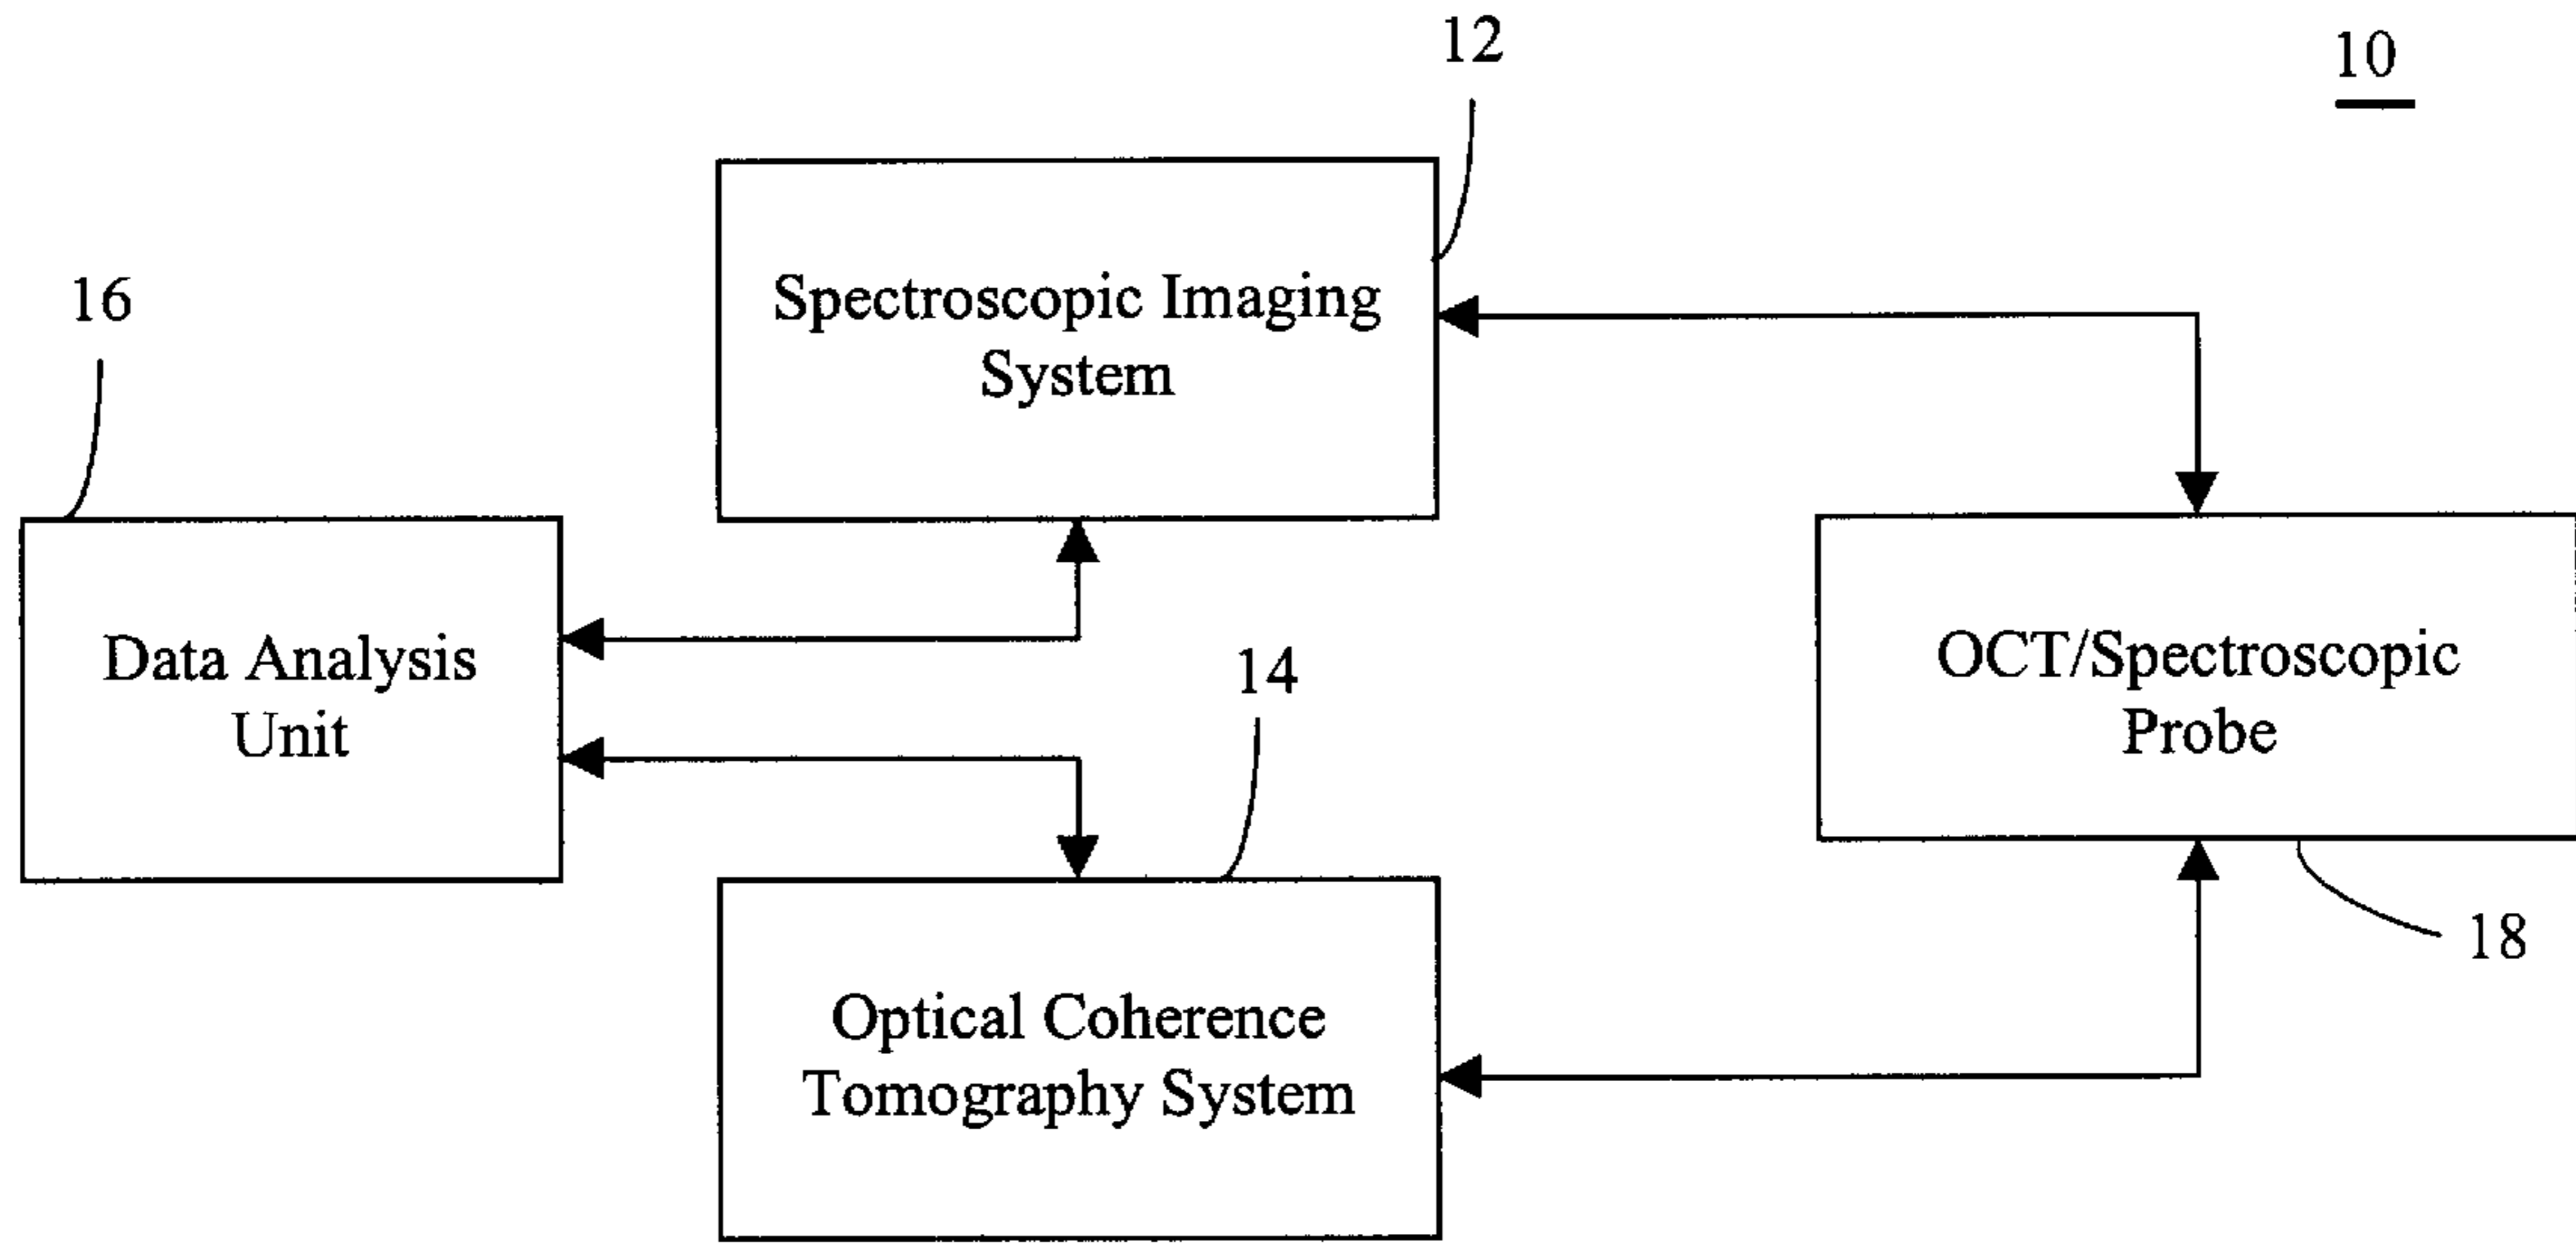 12
10
Spectroscopic Imaging
System
16
Data Analysis
Unit
14
OCT/Spectroscopic
Probe
18
Optical Coherence
Tomography System